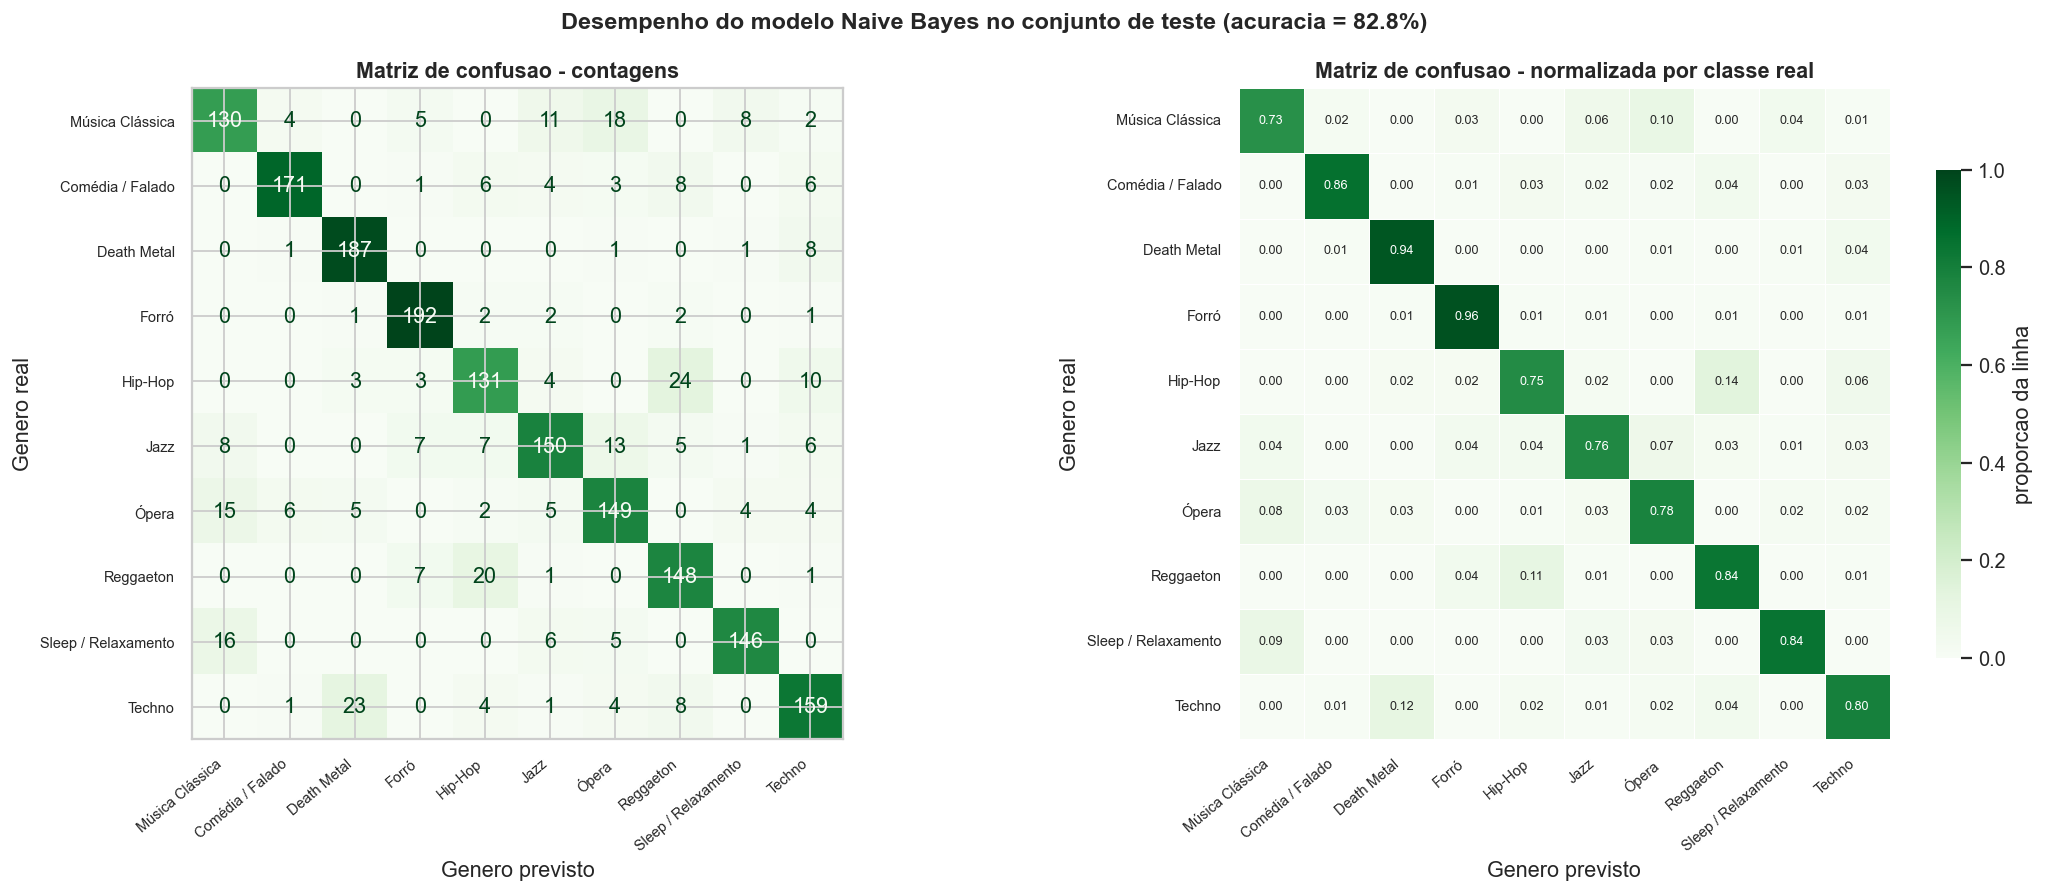 Desempenho do modelo Naive Bayes no conjunto de teste (acuracia = 82.8%)
Matriz de confusao - contagens
Genero real
Música Clássica 130 4 0 5 0 11 18 0 8 2
Comédia / Falado 0 171 0 1 6 4 3 8 0 6
Death Metal 0 1 187 0 0 0 1 0 1 8
Forró 0 0 1 192 2 2 0 2 0 1
Hip-Hop 0 0 3 3 131 4 0 24 0 10
Jazz 8 0 0 7 7 150 13 5 1 6
Ópera 15 6 5 0 2 5 149 0 4 4
Reggaeton 0 0 0 7 20 1 0 148 0 1
Sleep / Relaxamento 16 0 0 0 0 6 5 0 146 0
Techno 0 1 23 0 4 1 4 8 0 159
Música Clássica Comédia / Falado Death Metal Forró Hip-Hop Jazz Ópera Reggaeton Sleep / Relaxamento Techno
Genero previsto
Matriz de confusao - normalizada por classe real
Genero real
Música Clássica 0.73 0.02 0.00 0.03 0.00 0.06 0.10 0.00 0.04 0.01
Comédia / Falado 0.00 0.86 0.00 0.01 0.03 0.02 0.02 0.04 0.00 0.03
Death Metal 0.00 0.01 0.94 0.00 0.00 0.00 0.01 0.00 0.01 0.04
Forró 0.00 0.00 0.01 0.96 0.01 0.01 0.00 0.01 0.00 0.01
Hip-Hop 0.00 0.00 0.02 0.02 0.75 0.02 0.00 0.14 0.00 0.06
Jazz 0.04 0.00 0.00 0.04 0.04 0.76 0.07 0.03 0.01 0.03
Ópera 0.08 0.03 0.03 0.00 0.01 0.03 0.78 0.00 0.02 0.02
Reggaeton 0.00 0.00 0.00 0.04 0.11 0.01 0.00 0.84 0.00 0.01
Sleep / Relaxamento 0.09 0.00 0.00 0.00 0.00 0.03 0.03 0.00 0.84 0.00
Techno 0.00 0.01 0.12 0.00 0.02 0.01 0.02 0.04 0.00 0.80
Música Clássica Comédia / Falado Death Metal Forró Hip-Hop Jazz Ópera Reggaeton Sleep / Relaxamento Techno
Genero previsto
1.0
0.8
0.6
0.4
0.2
0.0
proporcao da linha